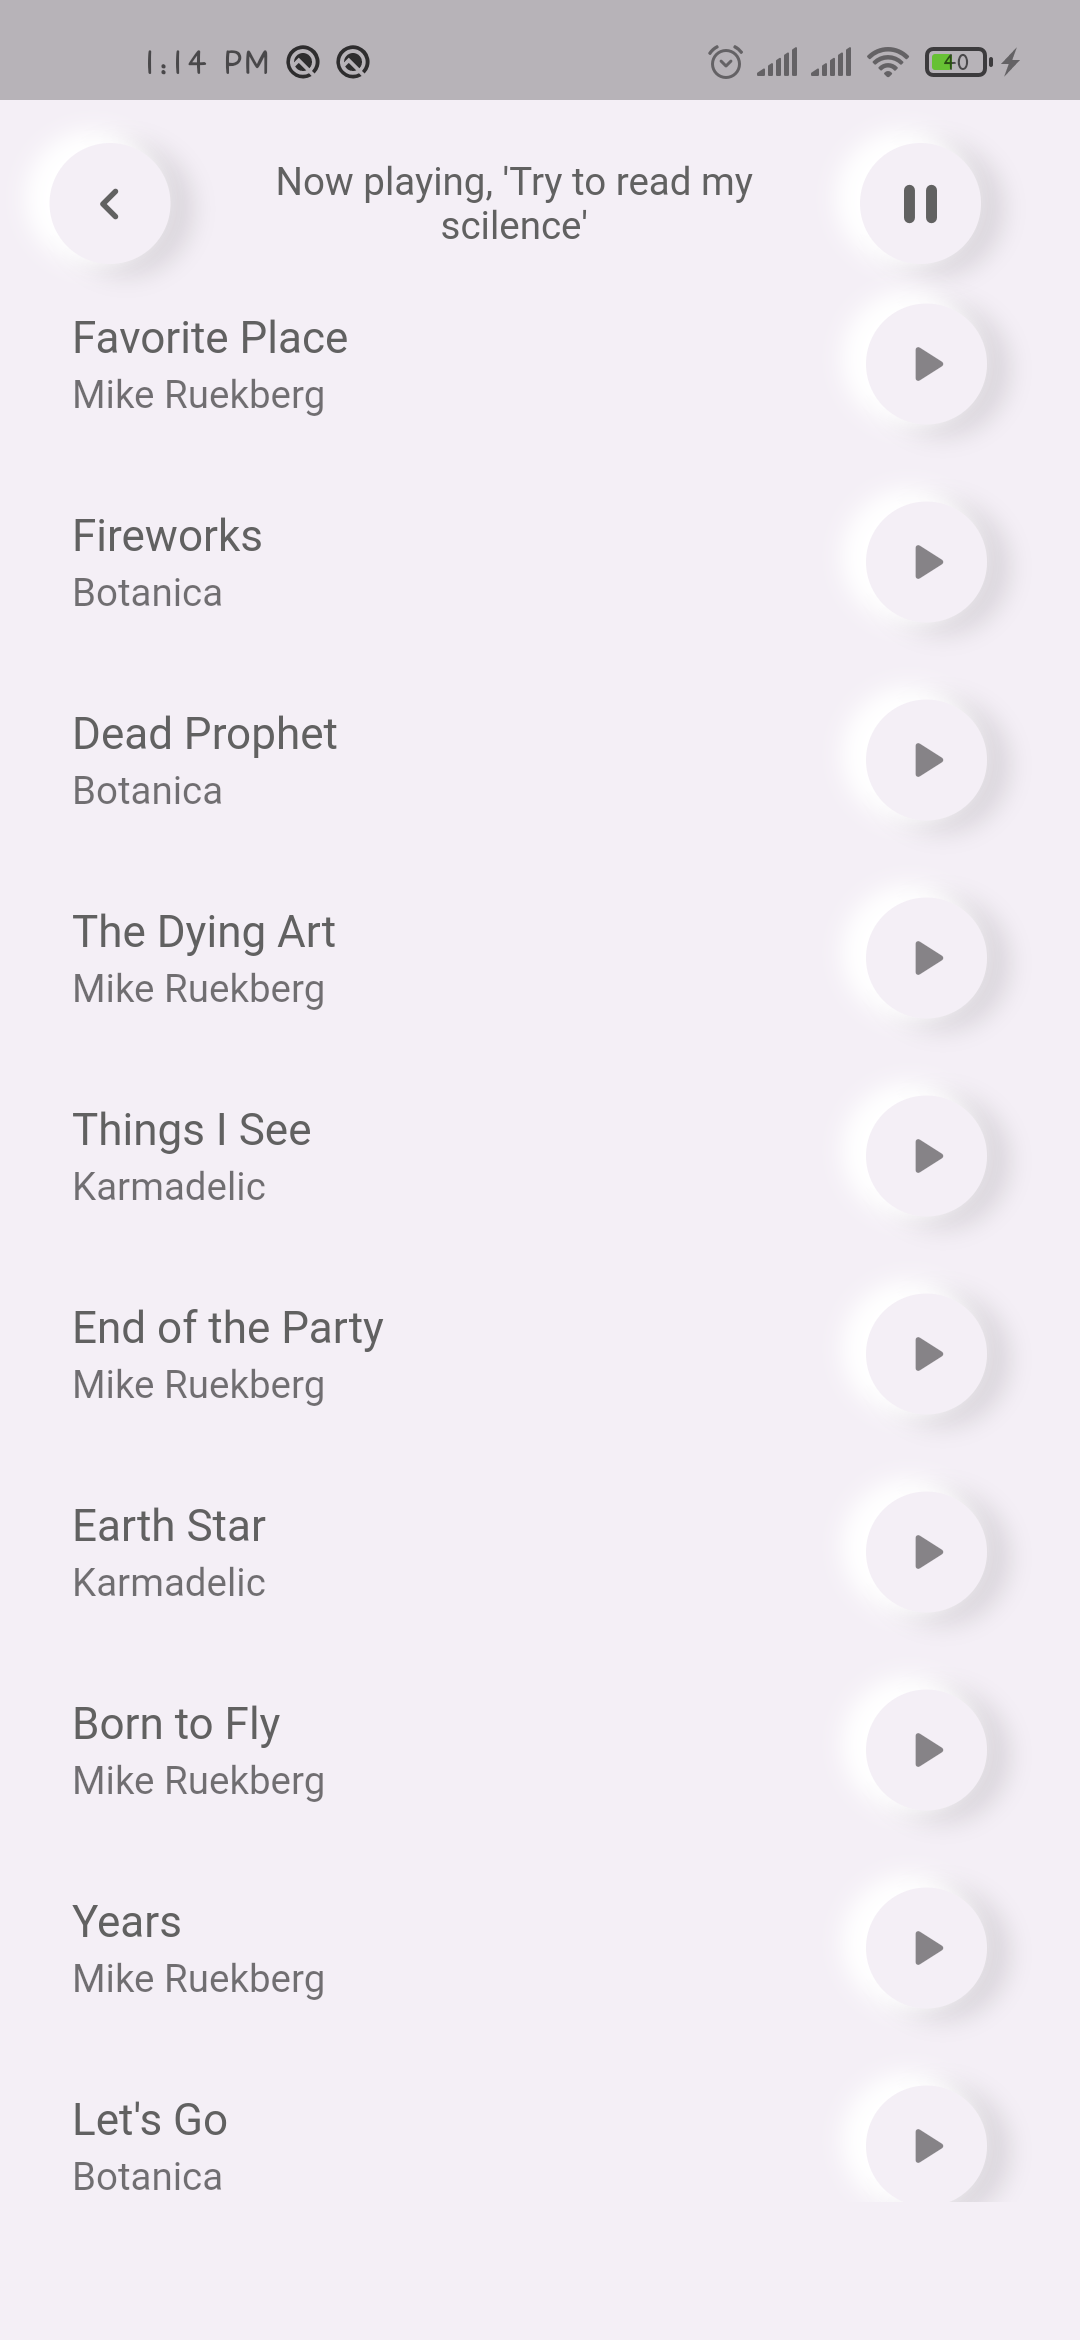 1:14 PM
40
Now playing, 'Try to read my
scilence'
Favorite Place
Mike Ruekberg
Fireworks
Botanica
Dead Prophet
Botanica
The Dying Art
Mike Ruekberg
Things I See
Karmadelic
End of the Party
Mike Ruekberg
Earth Star
Karmadelic
Born to Fly
Mike Ruekberg
Years
Mike Ruekberg
Let's Go
Botanica